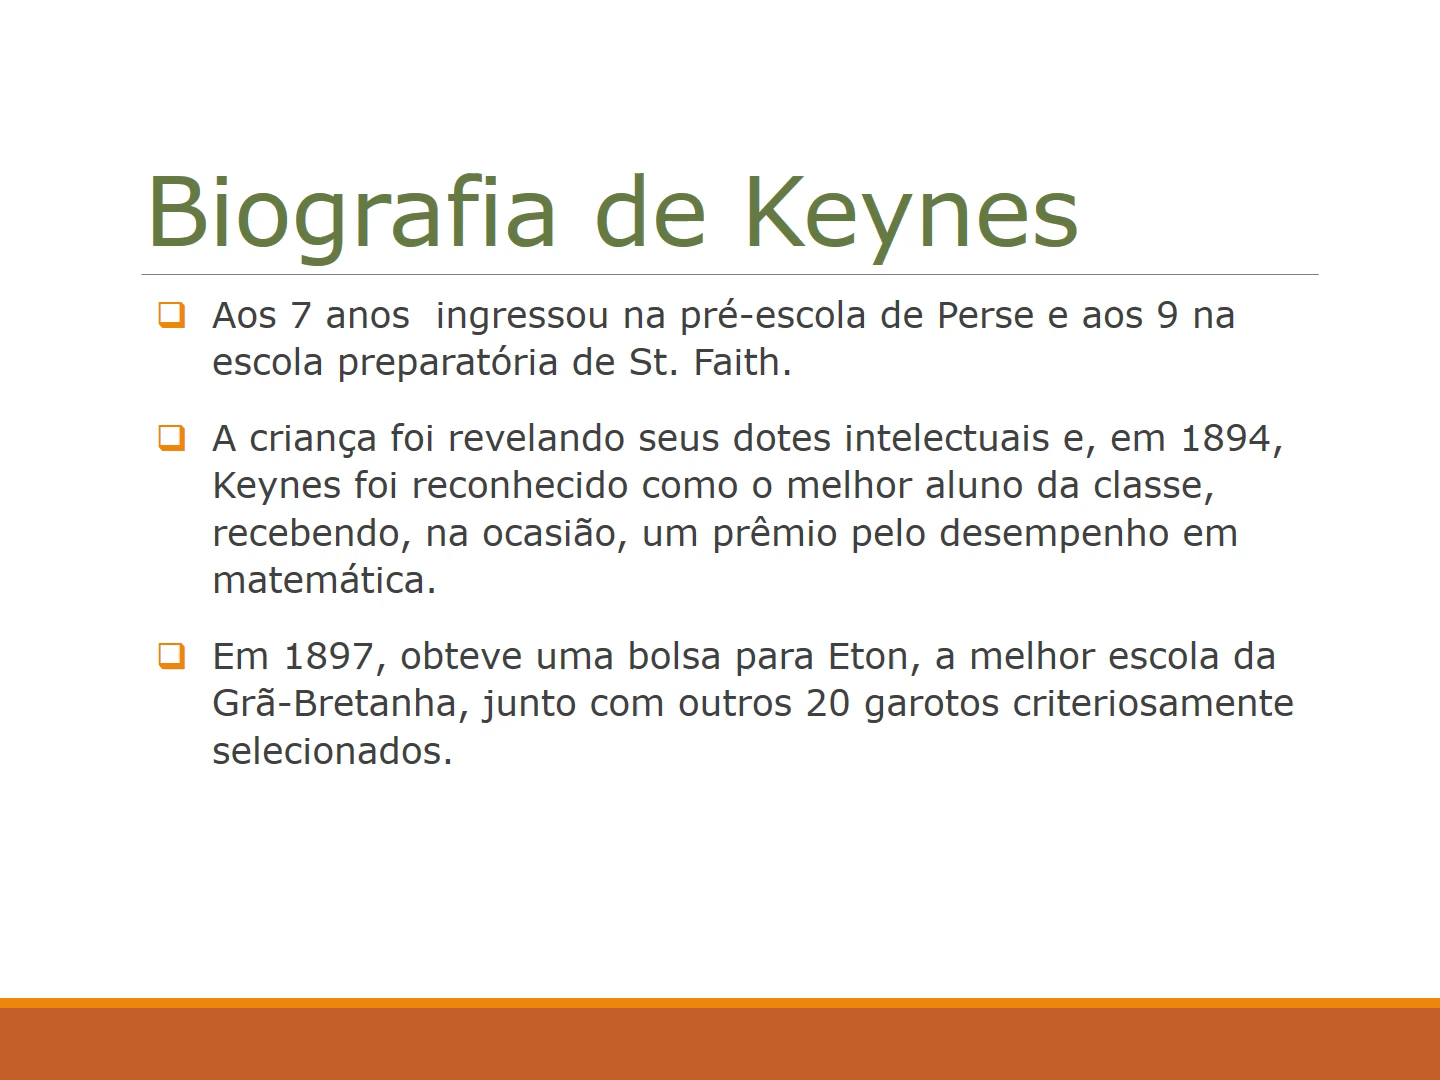 Biografia de Keynes
Aos 7 anos  ingressou na pré-escola de Perse e aos 9 na
escola preparatória de St. Faith.
A criança foi revelando seus dotes intelectuais e, em 1894,
Keynes foi reconhecido como o melhor aluno da classe,
recebendo, na ocasião, um prêmio pelo desempenho em
matemática.
Em 1897, obteve uma bolsa para Eton, a melhor escola da
Grã-Bretanha, junto com outros 20 garotos criteriosamente
selecionados.